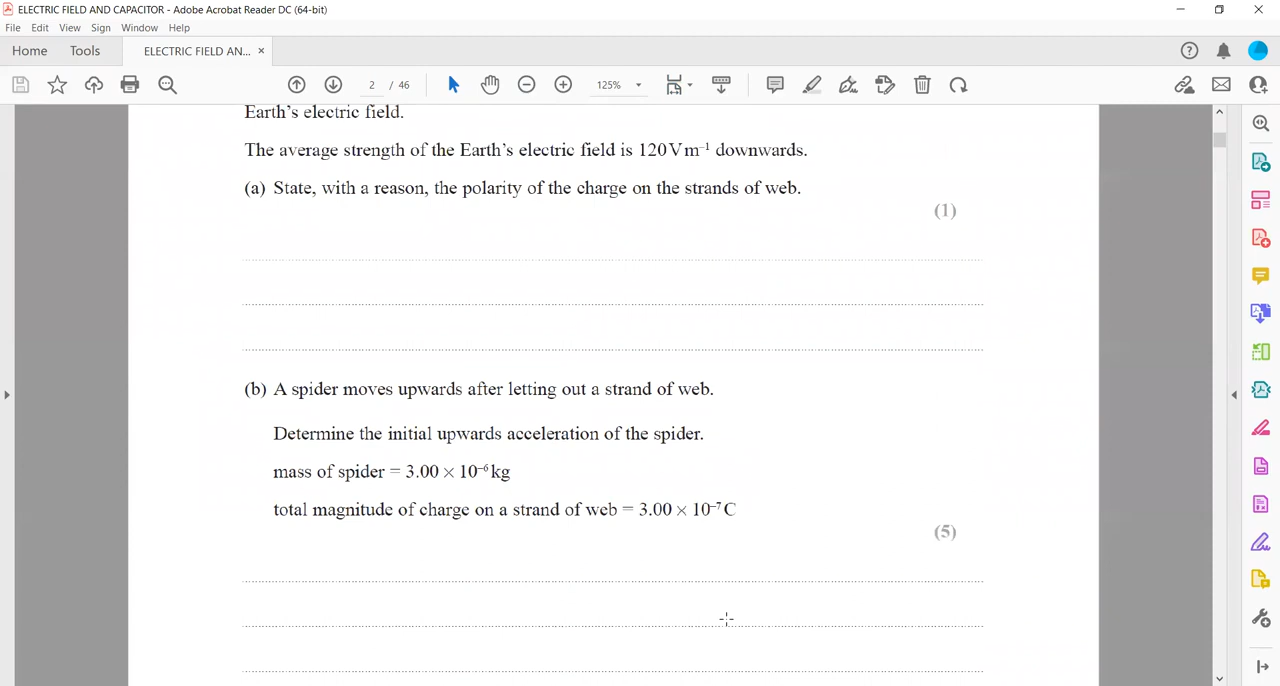 ELECTRIC FIELD AND CAPACITOR - Adobe Acrobat Reader DC (64-bit)
File Edit View Sign Window Help
Home Tools ELECTRIC FIELD AN... ×
2 / 46 125%
Earth's electric field.
The average strength of the Earth's electric field is 120 V m⁻¹ downwards.
(a) State, with a reason, the polarity of the charge on the strands of web.
(1)
(b) A spider moves upwards after letting out a strand of web.
Determine the initial upwards acceleration of the spider.
mass of spider = 3.00 × 10⁻⁶ kg
total magnitude of charge on a strand of web = 3.00 × 10⁻⁷ C
(5)